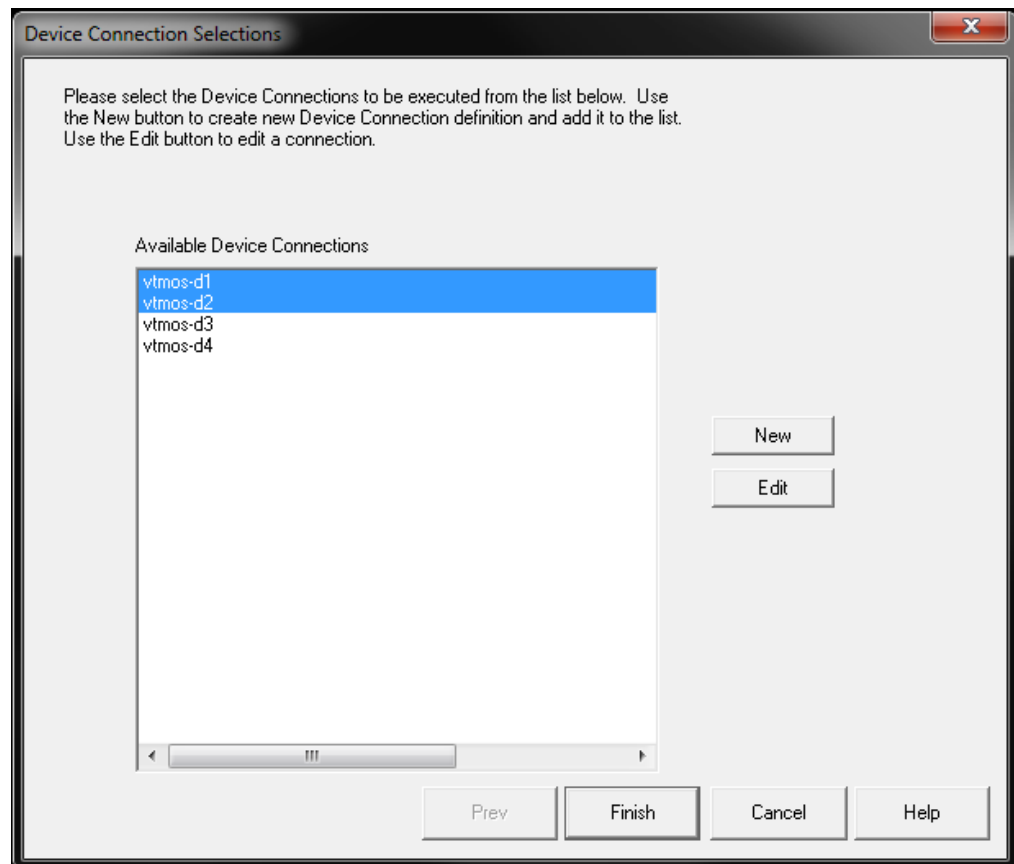 Device Connection Selections
Please select the Device Connections to be executed from the list below.  Use
the New button to create new Device Connection definition and add it to the list.
Use the Edit button to edit a connection.
Available Device Connections
vtmos-d1
vtmos-d2
vtmos-d3
vtmos-d4
New
Edit
Prev
Finish
Cancel
Help